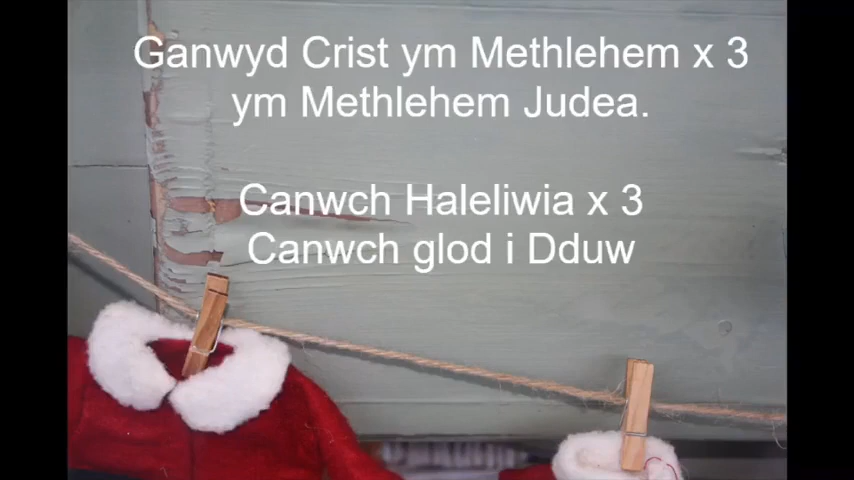 Ganwyd Crist ym Methlehem x 3
ym Methlehem Judea.
Canwch Haleliwia x 3
Canwch glod i Dduw